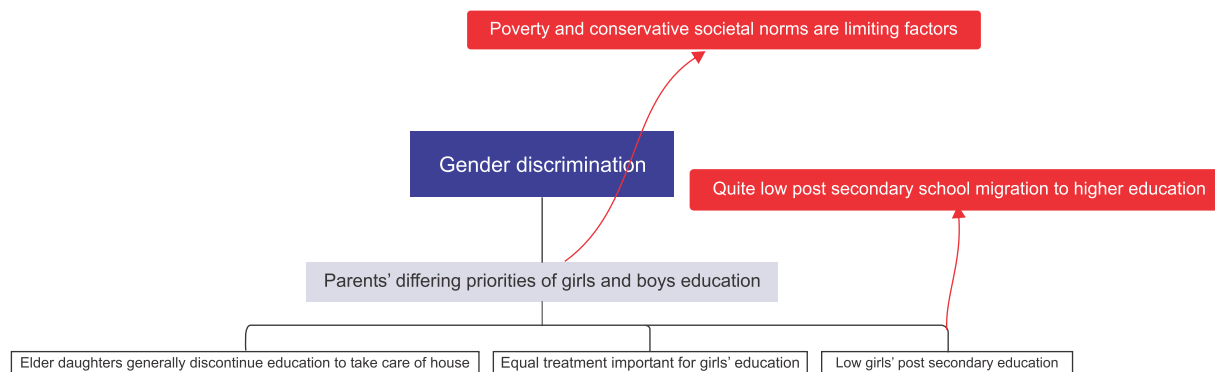 Poverty and conservative societal norms are limiting factors
Gender discrimination
Quite low post secondary school migration to higher education
Parents’ differing priorities of girls and boys education
Elder daughters generally discontinue education to take care of house
Equal treatment important for girls’ education
Low girls’ post secondary education